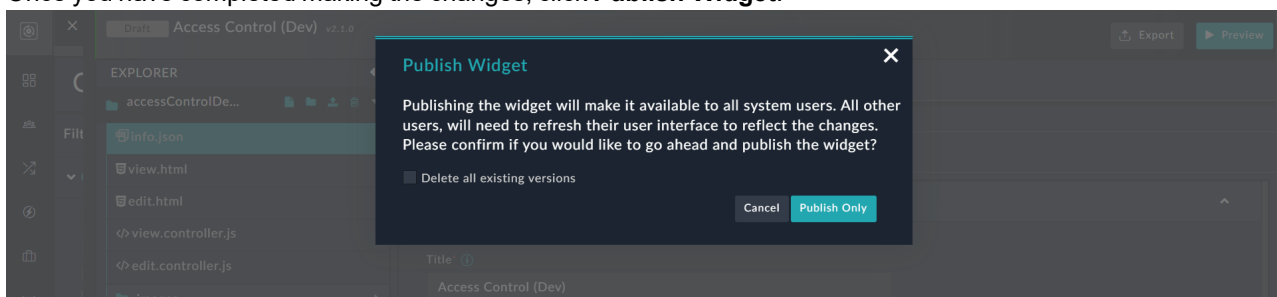 Once you have completed making the changes, click Publish Widget.
Draft Access Control (Dev) v2.1.0
Export
Preview
EXPLORER
accessControlDe...
Filt
info.json
view.html
edit.html
view.controller.js
edit.controller.js
Publish Widget
Publishing the widget will make it available to all system users. All other
users, will need to refresh their user interface to reflect the changes.
Please confirm if you would like to go ahead and publish the widget?
Delete all existing versions
Cancel
Publish Only
Title*
Access Control (Dev)